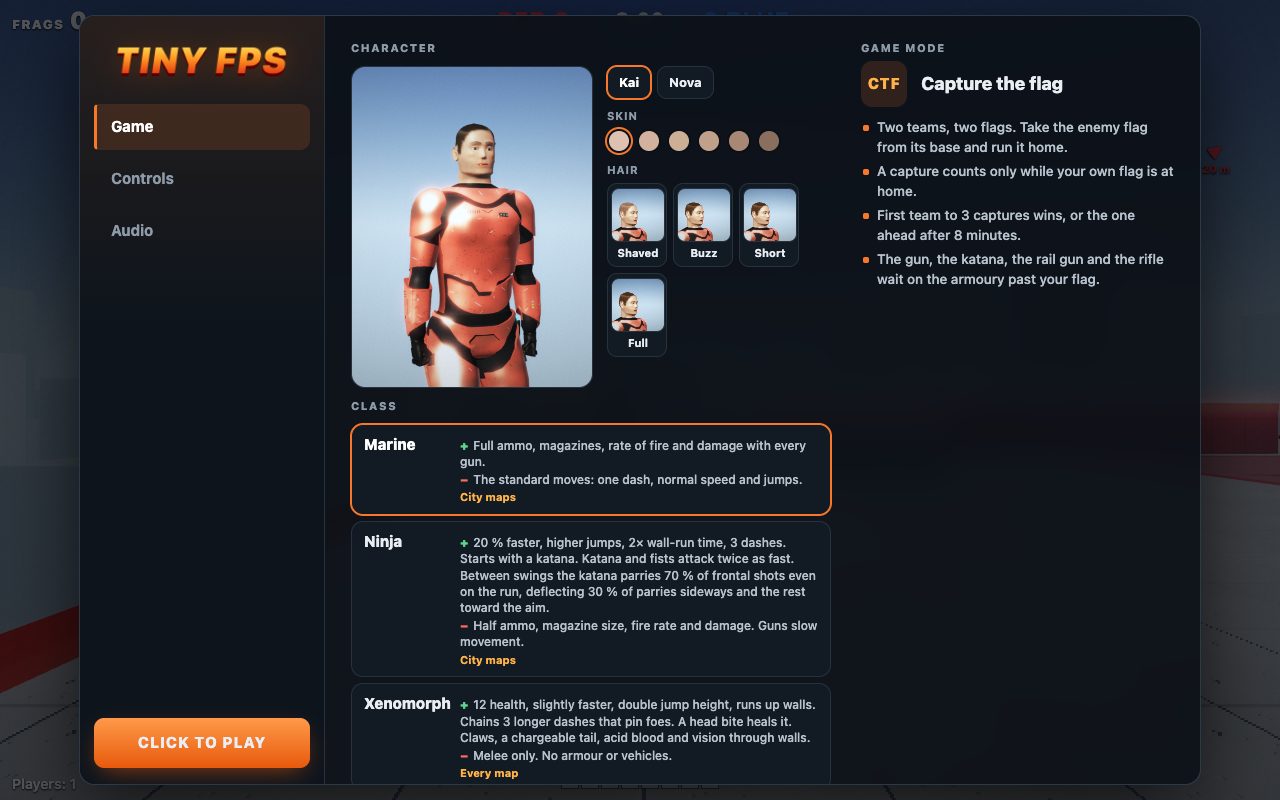 FRAGS 0
TINY FPS
Game
Controls
Audio
CLICK TO PLAY
Players: 1
CHARACTER
Kai
Nova
SKIN
HAIR
Shaved
Buzz
Short
Full
CLASS
Marine
+ Full ammo, magazines, rate of fire and damage with every
gun.
– The standard moves: one dash, normal speed and jumps.
City maps
Ninja
+ 20 % faster, higher jumps, 2× wall-run time, 3 dashes.
Starts with a katana. Katana and fists attack twice as fast.
Between swings the katana parries 70 % of frontal shots even
on the run, deflecting 30 % of parries sideways and the rest
toward the aim.
– Half ammo, magazine size, fire rate and damage. Guns slow
movement.
City maps
Xenomorph
+ 12 health, slightly faster, double jump height, runs up walls.
Chains 3 longer dashes that pin foes. A head bite heals it.
Claws, a chargeable tail, acid blood and vision through walls.
– Melee only. No armour or vehicles.
Every map
GAME MODE
CTF
Capture the flag
Two teams, two flags. Take the enemy flag
from its base and run it home.
A capture counts only while your own flag is at
home.
First team to 3 captures wins, or the one
ahead after 8 minutes.
The gun, the katana, the rail gun and the rifle
wait on the armoury past your flag.